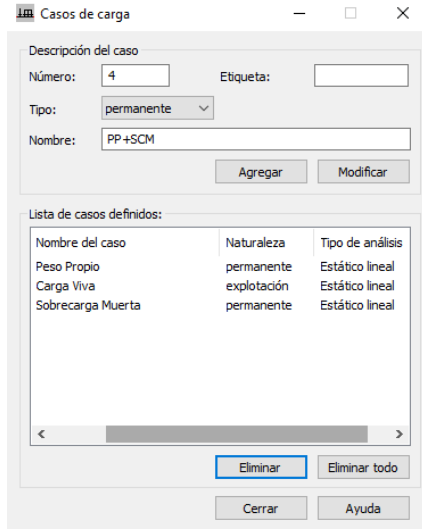 Casos de carga
Descripción del caso
Número: 4 Etiqueta:
Tipo: permanente
Nombre: PP+SCM
Agregar Modificar
Lista de casos definidos:
Nombre del caso Naturaleza Tipo de análisis
Peso Propio permanente Estático lineal
Carga Viva explotación Estático lineal
Sobrecarga Muerta permanente Estático lineal
Eliminar Eliminar todo
Cerrar Ayuda